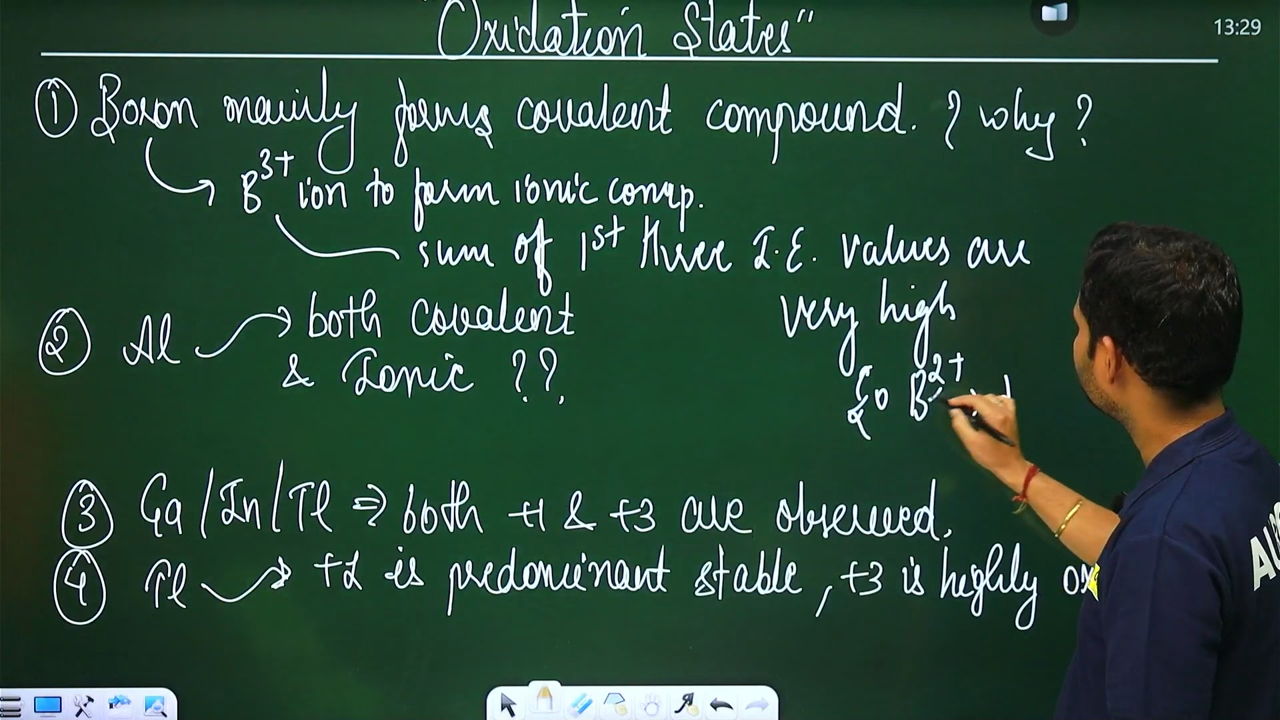 "Oxidation States"
13:29
① Boron mainly forms covalent compound. ? why ?
B³⁺ ion to form ionic comp.
sum of 1ˢᵗ three I.E. values are
very high
② Al → both covalent
& Ionic ??
So B²⁺
③ Ga/In/Tl ⇒ both +1 & +3 are observed.
④ Tl → +1 is predominant stable, +3 is highly